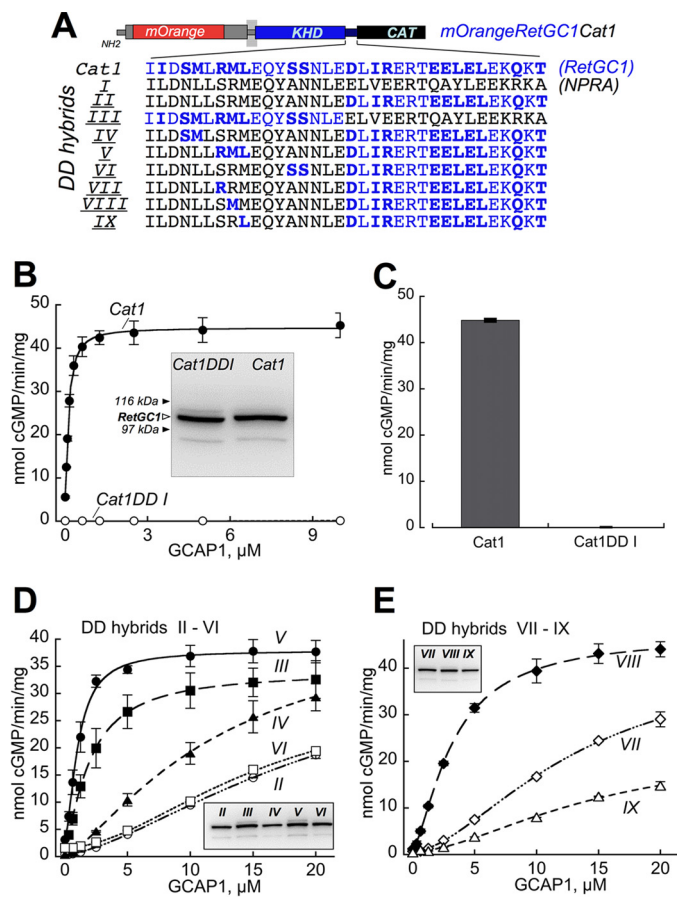 A
NH2 mOrange KHD CAT mOrangeRetGC1Cat1
Cat1 IIDSMLRMLEQYSSNLEDLIRERTEELELEKQKT (RetGC1)
I ILDNLLSRMEQYANNLEELVEERTQAYLEEKRKA (NPRA)
II ILDNLLSRMEQYANNLEDLIRERTEELELEKQKT
III IIDSMLRMLEQYSSNLEELVEERTQAYLEEKRKA
IV ILDSMLSRMEQYANNLEDLIRERTEELELEKQKT
V ILDNLLRMLEQYANNLEDLIRERTEELELEKQKT
VI ILDNLLSRMEQYSSNLEDLIRERTEELELEKQKT
VII ILDNLLRRMEQYANNLEDLIRERTEELELEKQKT
VIII ILDNLLSMMEQYANNLEDLIRERTEELELEKQKT
IX ILDNLLSRLEQYANNLEDLIRERTEELELEKQKT
DD hybrids
B
nmol cGMP/min/mg
50
40
30
20
10
0
0 3 6 9
GCAP1, µM
Cat1
Cat1DD I
Cat1DDI Cat1
116 kDa
RetGC1
97 kDa
C
nmol cGMP/min/mg
50
40
30
20
10
0
Cat1 Cat1DD I
D
DD hybrids II - VI
nmol cGMP/min/mg
40
35
30
25
20
15
10
5
0
0 5 10 15 20
GCAP1, µM
V
III
IV
VI
II
II III IV V VI
E
DD hybrids VII - IX
nmol cGMP/min/mg
50
40
30
20
10
0
0 5 10 15 20
GCAP1, µM
VII VIII IX
VIII
VII
IX